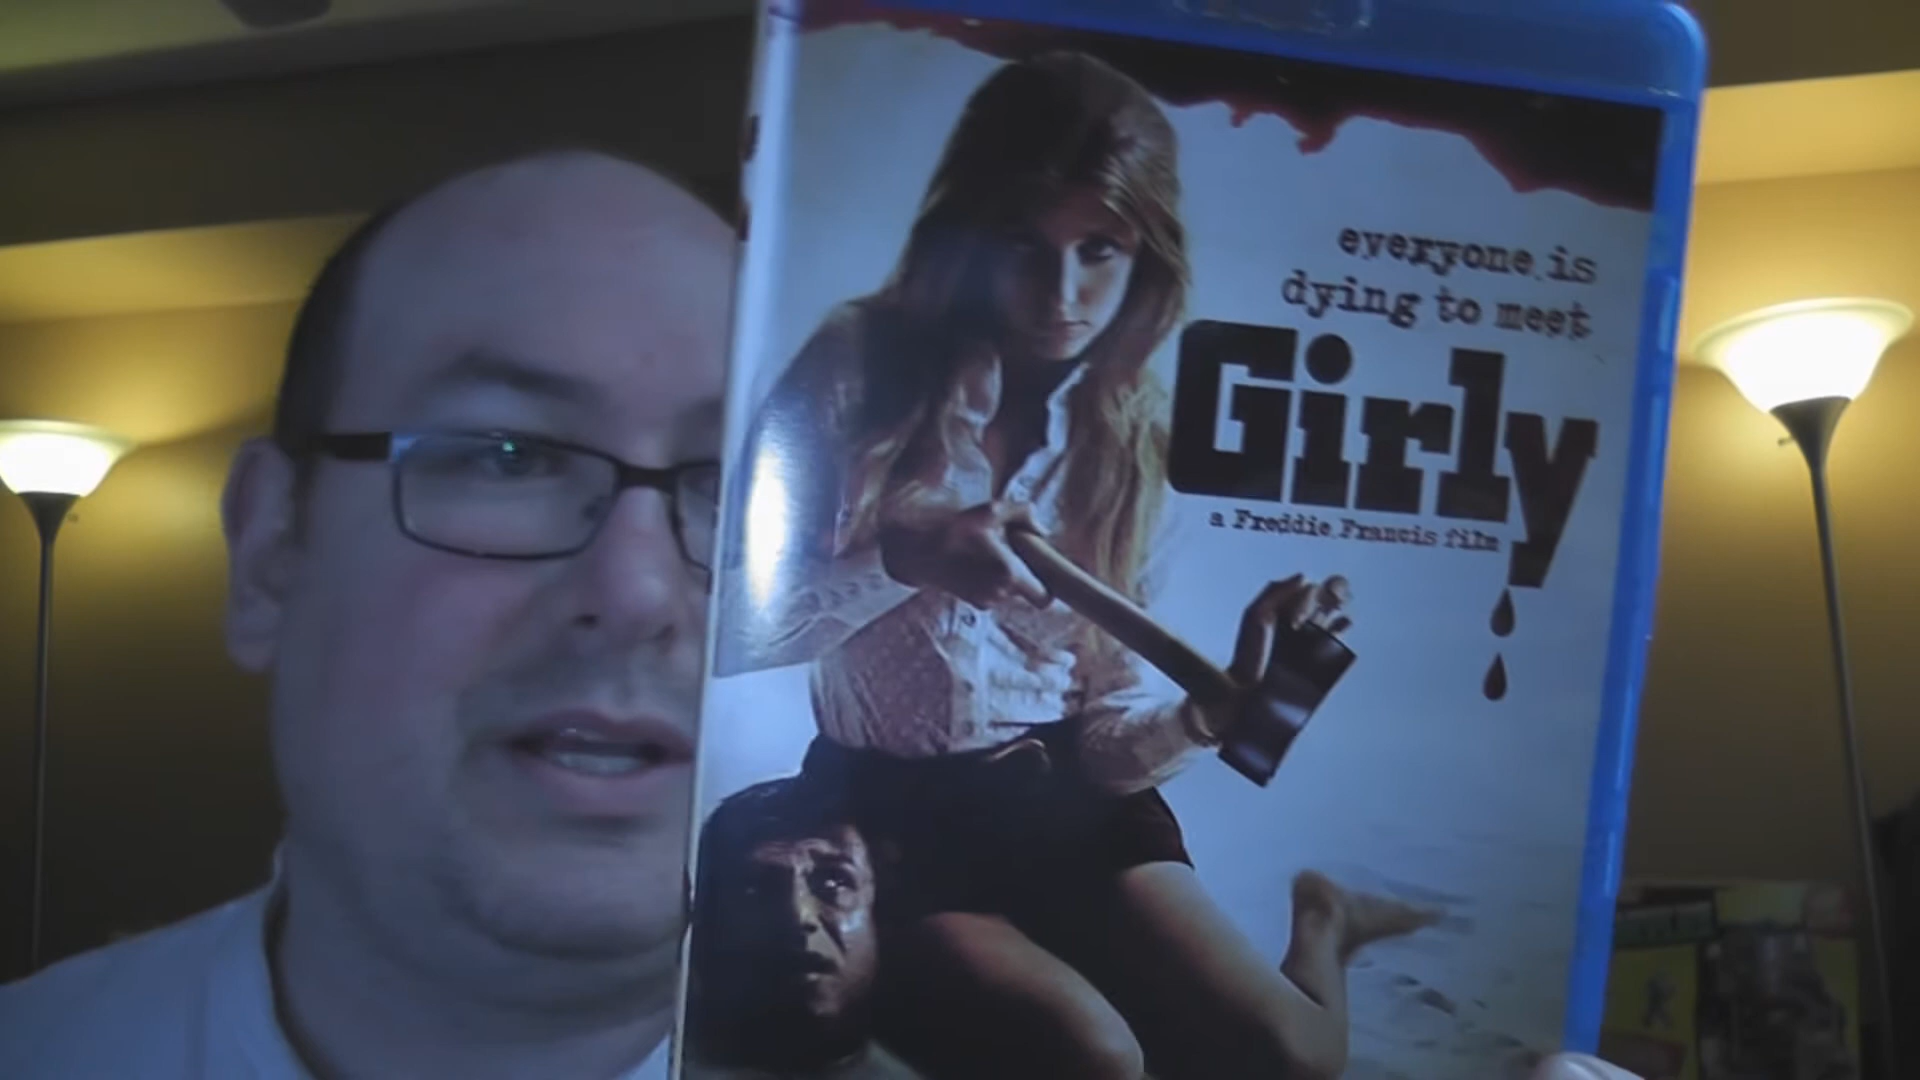 everyone is
dying to meet
Girly
a Freddie Francis film